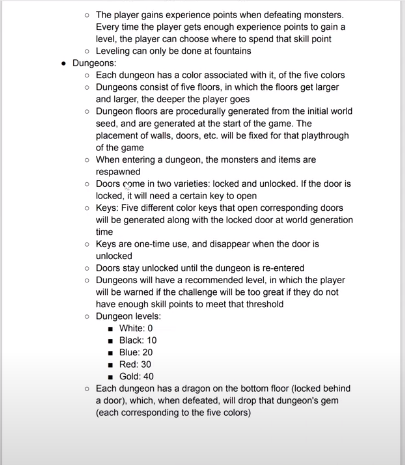 ○ The player gains experience points when defeating monsters.
Every time the player gets enough experience points to gain a
level, the player can choose where to spend that skill point
○ Leveling can only be done at fountains
● Dungeons:
○ Each dungeon has a color associated with it, of the five colors
○ Dungeons consist of five floors, in which the floors get larger
and larger, the deeper the player goes
○ Dungeon floors are procedurally generated from the initial world
seed, and are generated at the start of the game. The
placement of walls, doors, etc. will be fixed for that playthrough
of the game
○ When entering a dungeon, the monsters and items are
respawned
○ Doors come in two varieties: locked and unlocked. If the door is
locked, it will need a certain key to open
○ Keys: Five different color keys that open corresponding doors
will be generated along with the locked door at world generation
time
○ Keys are one-time use, and disappear when the door is
unlocked
○ Doors stay unlocked until the dungeon is re-entered
○ Dungeons will have a recommended level, in which the player
will be warned if the challenge will be too great if they do not
have enough skill points to meet that threshold
○ Dungeon levels:
■ White: 0
■ Black: 10
■ Blue: 20
■ Red: 30
■ Gold: 40
○ Each dungeon has a dragon on the bottom floor (locked behind
a door), which, when defeated, will drop that dungeon's gem
(each corresponding to the five colors)